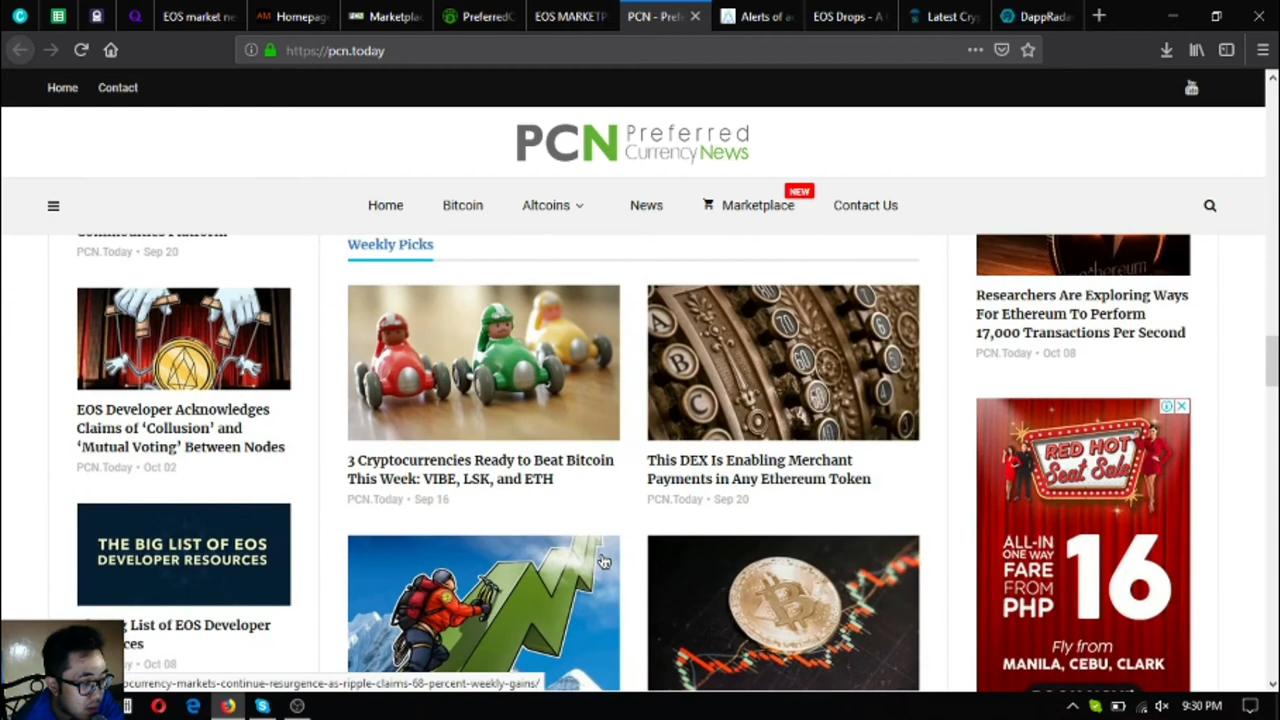 EOS market ne
Homepag
Marketplac
PreferredC
EOS MARKETP
PCN - Pref
Alerts of a
EOS Drops - A
Latest Cry
DappRada
https://pcn.today
Home
Contact
PCN Preferred
Currency News
Home
Bitcoin
Altcoins
News
Marketplace
NEW
Contact Us
PCN.Today • Sep 20
EOS Developer Acknowledges
Claims of ‘Collusion’ and
‘Mutual Voting’ Between Nodes
PCN.Today • Oct 02
THE BIG LIST OF EOS
DEVELOPER RESOURCES
List of EOS Developer
Oct 08
Weekly Picks
3 Cryptocurrencies Ready to Beat Bitcoin
This Week: VIBE, LSK, and ETH
PCN.Today • Sep 16
This DEX Is Enabling Merchant
Payments in Any Ethereum Token
PCN.Today • Sep 20
ethereum
Researchers Are Exploring Ways
For Ethereum To Perform
17,000 Transactions Per Second
PCN.Today • Oct 08
RED HOT
Seat Sale
ALL-IN
ONE WAY
FARE
FROM
PHP
16
Fly from
MANILA, CEBU, CLARK
ocurrency-markets-continue-resurgence-as-ripple-claims-68-percent-weekly-gains/
9:30 PM